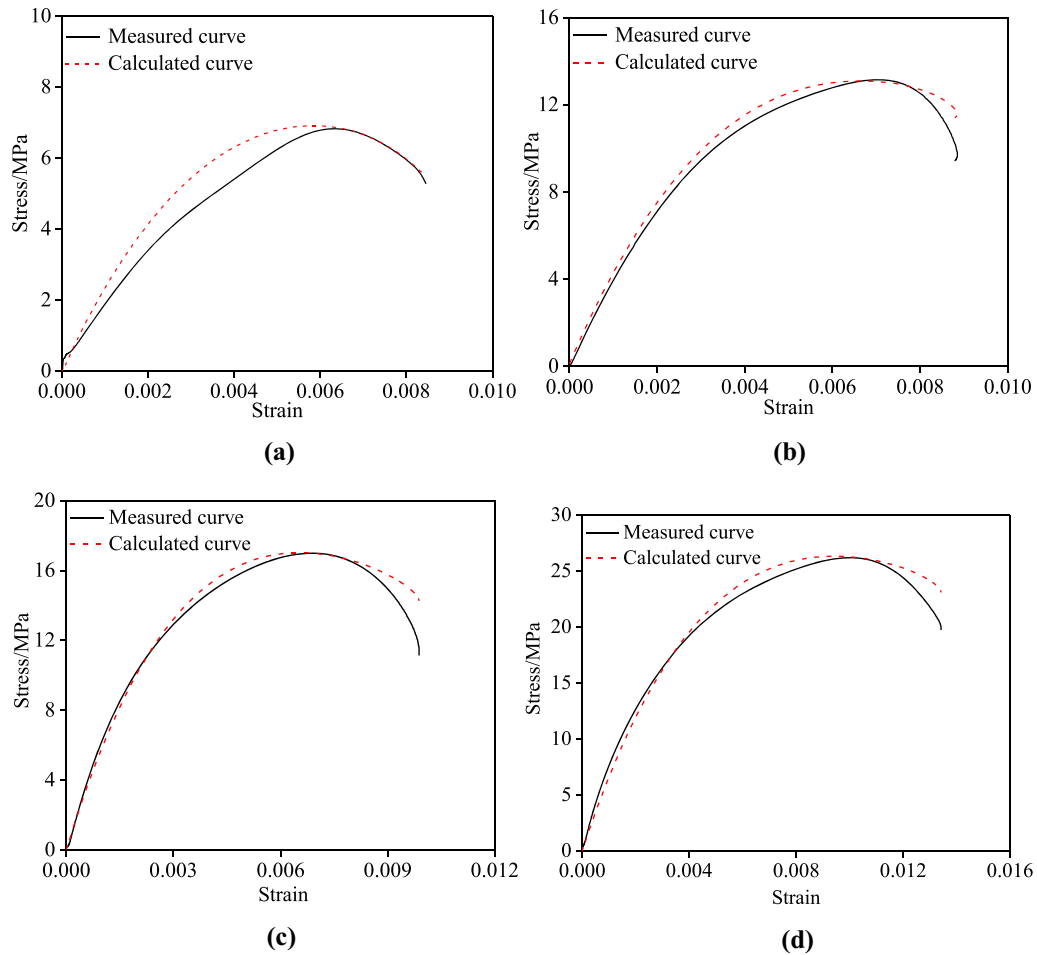 10
8
6
4
2
0
Stress/MPa
Measured curve
Calculated curve
0.000 0.002 0.004 0.006 0.008 0.010
Strain
(a)
16
12
8
4
0
Stress/MPa
Measured curve
Calculated curve
0.000 0.002 0.004 0.006 0.008 0.010
Strain
(b)
20
16
12
8
4
0
Stress/MPa
Measured curve
Calculated curve
0.000 0.003 0.006 0.009 0.012
Strain
(c)
30
25
20
15
10
5
0
Stress/MPa
Measured curve
Calculated curve
0.000 0.004 0.008 0.012 0.016
Strain
(d)